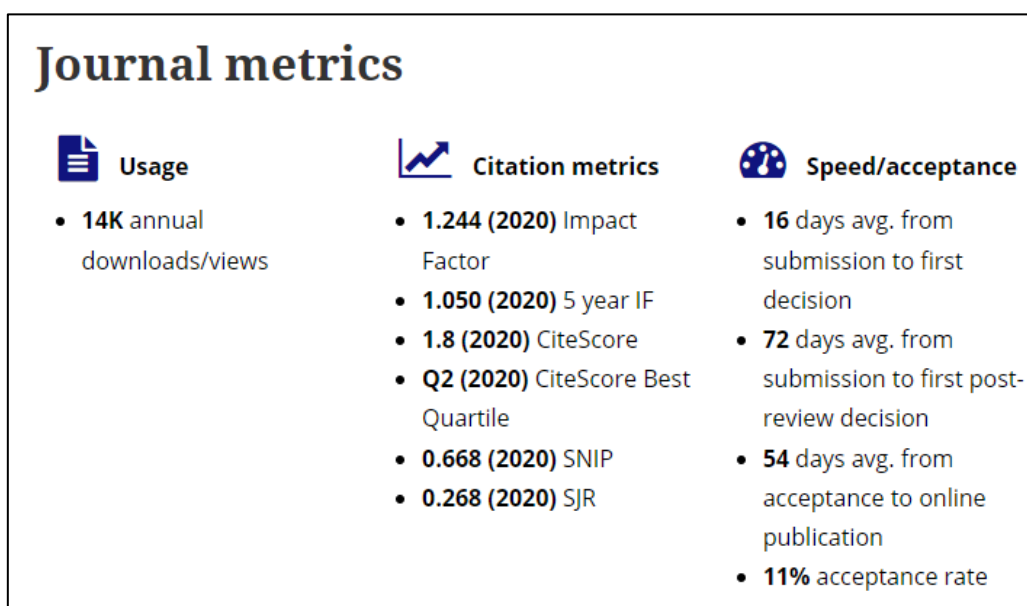 Journal metrics
Usage
• 14K annual
downloads/views
Citation metrics
• 1.244 (2020) Impact
Factor
• 1.050 (2020) 5 year IF
• 1.8 (2020) CiteScore
• Q2 (2020) CiteScore Best
Quartile
• 0.668 (2020) SNIP
• 0.268 (2020) SJR
Speed/acceptance
• 16 days avg. from
submission to first
decision
• 72 days avg. from
submission to first post-
review decision
• 54 days avg. from
acceptance to online
publication
• 11% acceptance rate